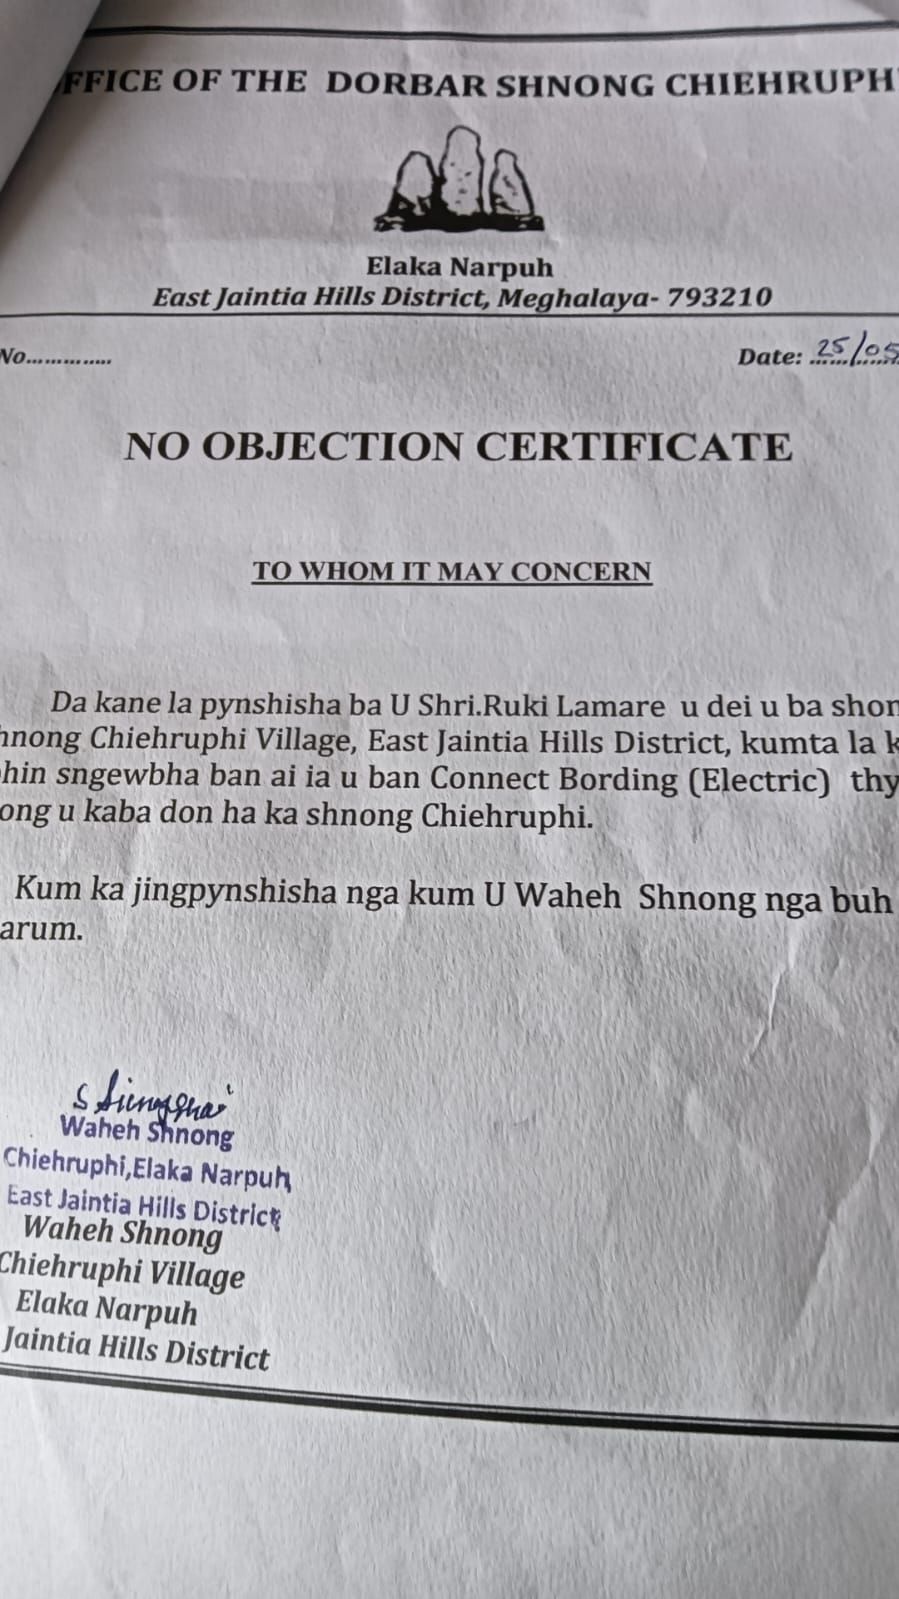 FFICE OF THE DORBAR SHNONG CHIEHRUPH
Elaka Narpuh
East Jaintia Hills District, Meghalaya- 793210
No..............
Date: 25/05
NO OBJECTION CERTIFICATE
TO WHOM IT MAY CONCERN
Da kane la pynshisha ba U Shri.Ruki Lamare u dei u ba shon
hnong Chiehruphi Village, East Jaintia Hills District, kumta la k
hin sngewbha ban ai ia u ban Connect Bording (Electric) thy
ong u kaba don ha ka shnong Chiehruphi.
Kum ka jingpynshisha nga kum U Waheh Shnong nga buh
arum.
Waheh Shnong
Chiehruphi,Elaka Narpuh,
East Jaintia Hills District
Waheh Shnong
Chiehruphi Village
Elaka Narpuh
Jaintia Hills District